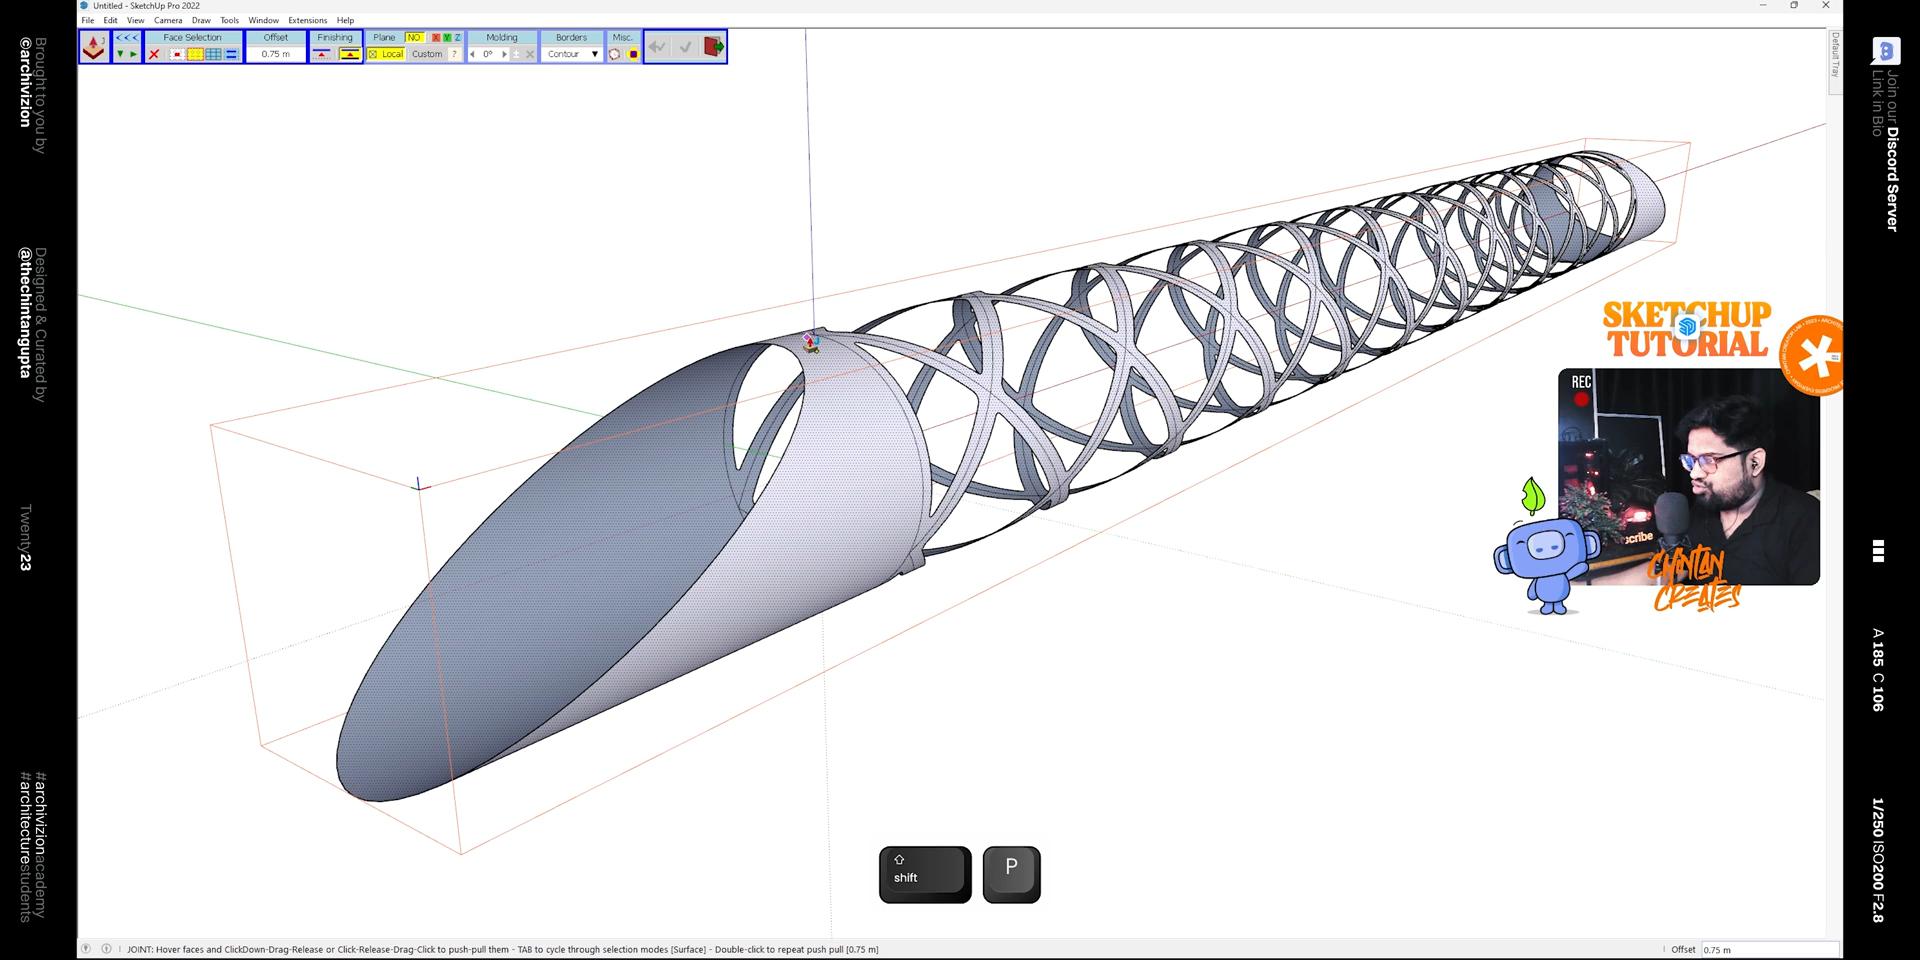 Untitled - SketchUp Pro 2022
File Edit View Camera Draw Tools Window Extensions Help
J <<< Face Selection Offset Finishing Plane NO X Y Z Molding Borders Misc.
0.75 m Local Custom ? 0° Contour
Default Tray
Brought to you by
@archivizion
Designed & Curated by
@thechintangupta
Twenty23
#archivizionacademy
#architecturestudents
Join our Discord Server
Link in Bio
SKETCHUP
TUTORIAL
REC
scribe
CHINTAN
CREATES
A 185 C 106
1/250 ISO200 F2.8
shift
P
JOINT: Hover faces and ClickDown-Drag-Release or Click-Release-Drag-Click to push-pull them - TAB to cycle through selection modes [Surface] - Double-click to repeat push pull [0.75 m]
Offset 0.75 m